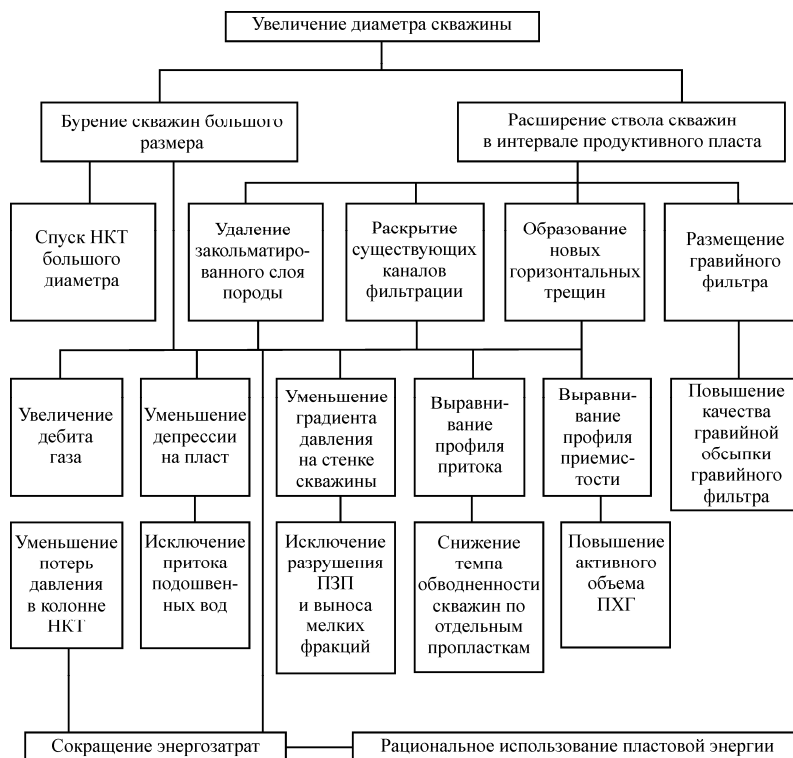 Увеличение диаметра скважины
Бурение скважин большого
размера
Расширение ствола скважин
в интервале продуктивного пласта
Спуск НКТ
большого
диаметра
Удаление
закольматиро-
ванного слоя
породы
Раскрытие
существующих
каналов
фильтрации
Образование
новых
горизонтальных
трещин
Размещение
гравийного
фильтра
Увеличение
дебита
газа
Уменьшение
депрессии
на пласт
Уменьшение
градиента
давления
на стенке
скважины
Выравни-
вание
профиля
притока
Выравни-
вание
профиля
приемис-
тости
Повышение
качества
гравийной
обсыпки
гравийного
фильтра
Уменьшение
потерь
давления
в колонне
НКТ
Исключение
притока
подошвен-
ных вод
Исключение
разрушения
ПЗП
и выноса
мелких
фракций
Снижение
темпа
обводненности
скважин по
отдельным
пропласткам
Повышение
активного
объема
ПХГ
Сокращение энергозатрат
Рациональное использование пластовой энергии